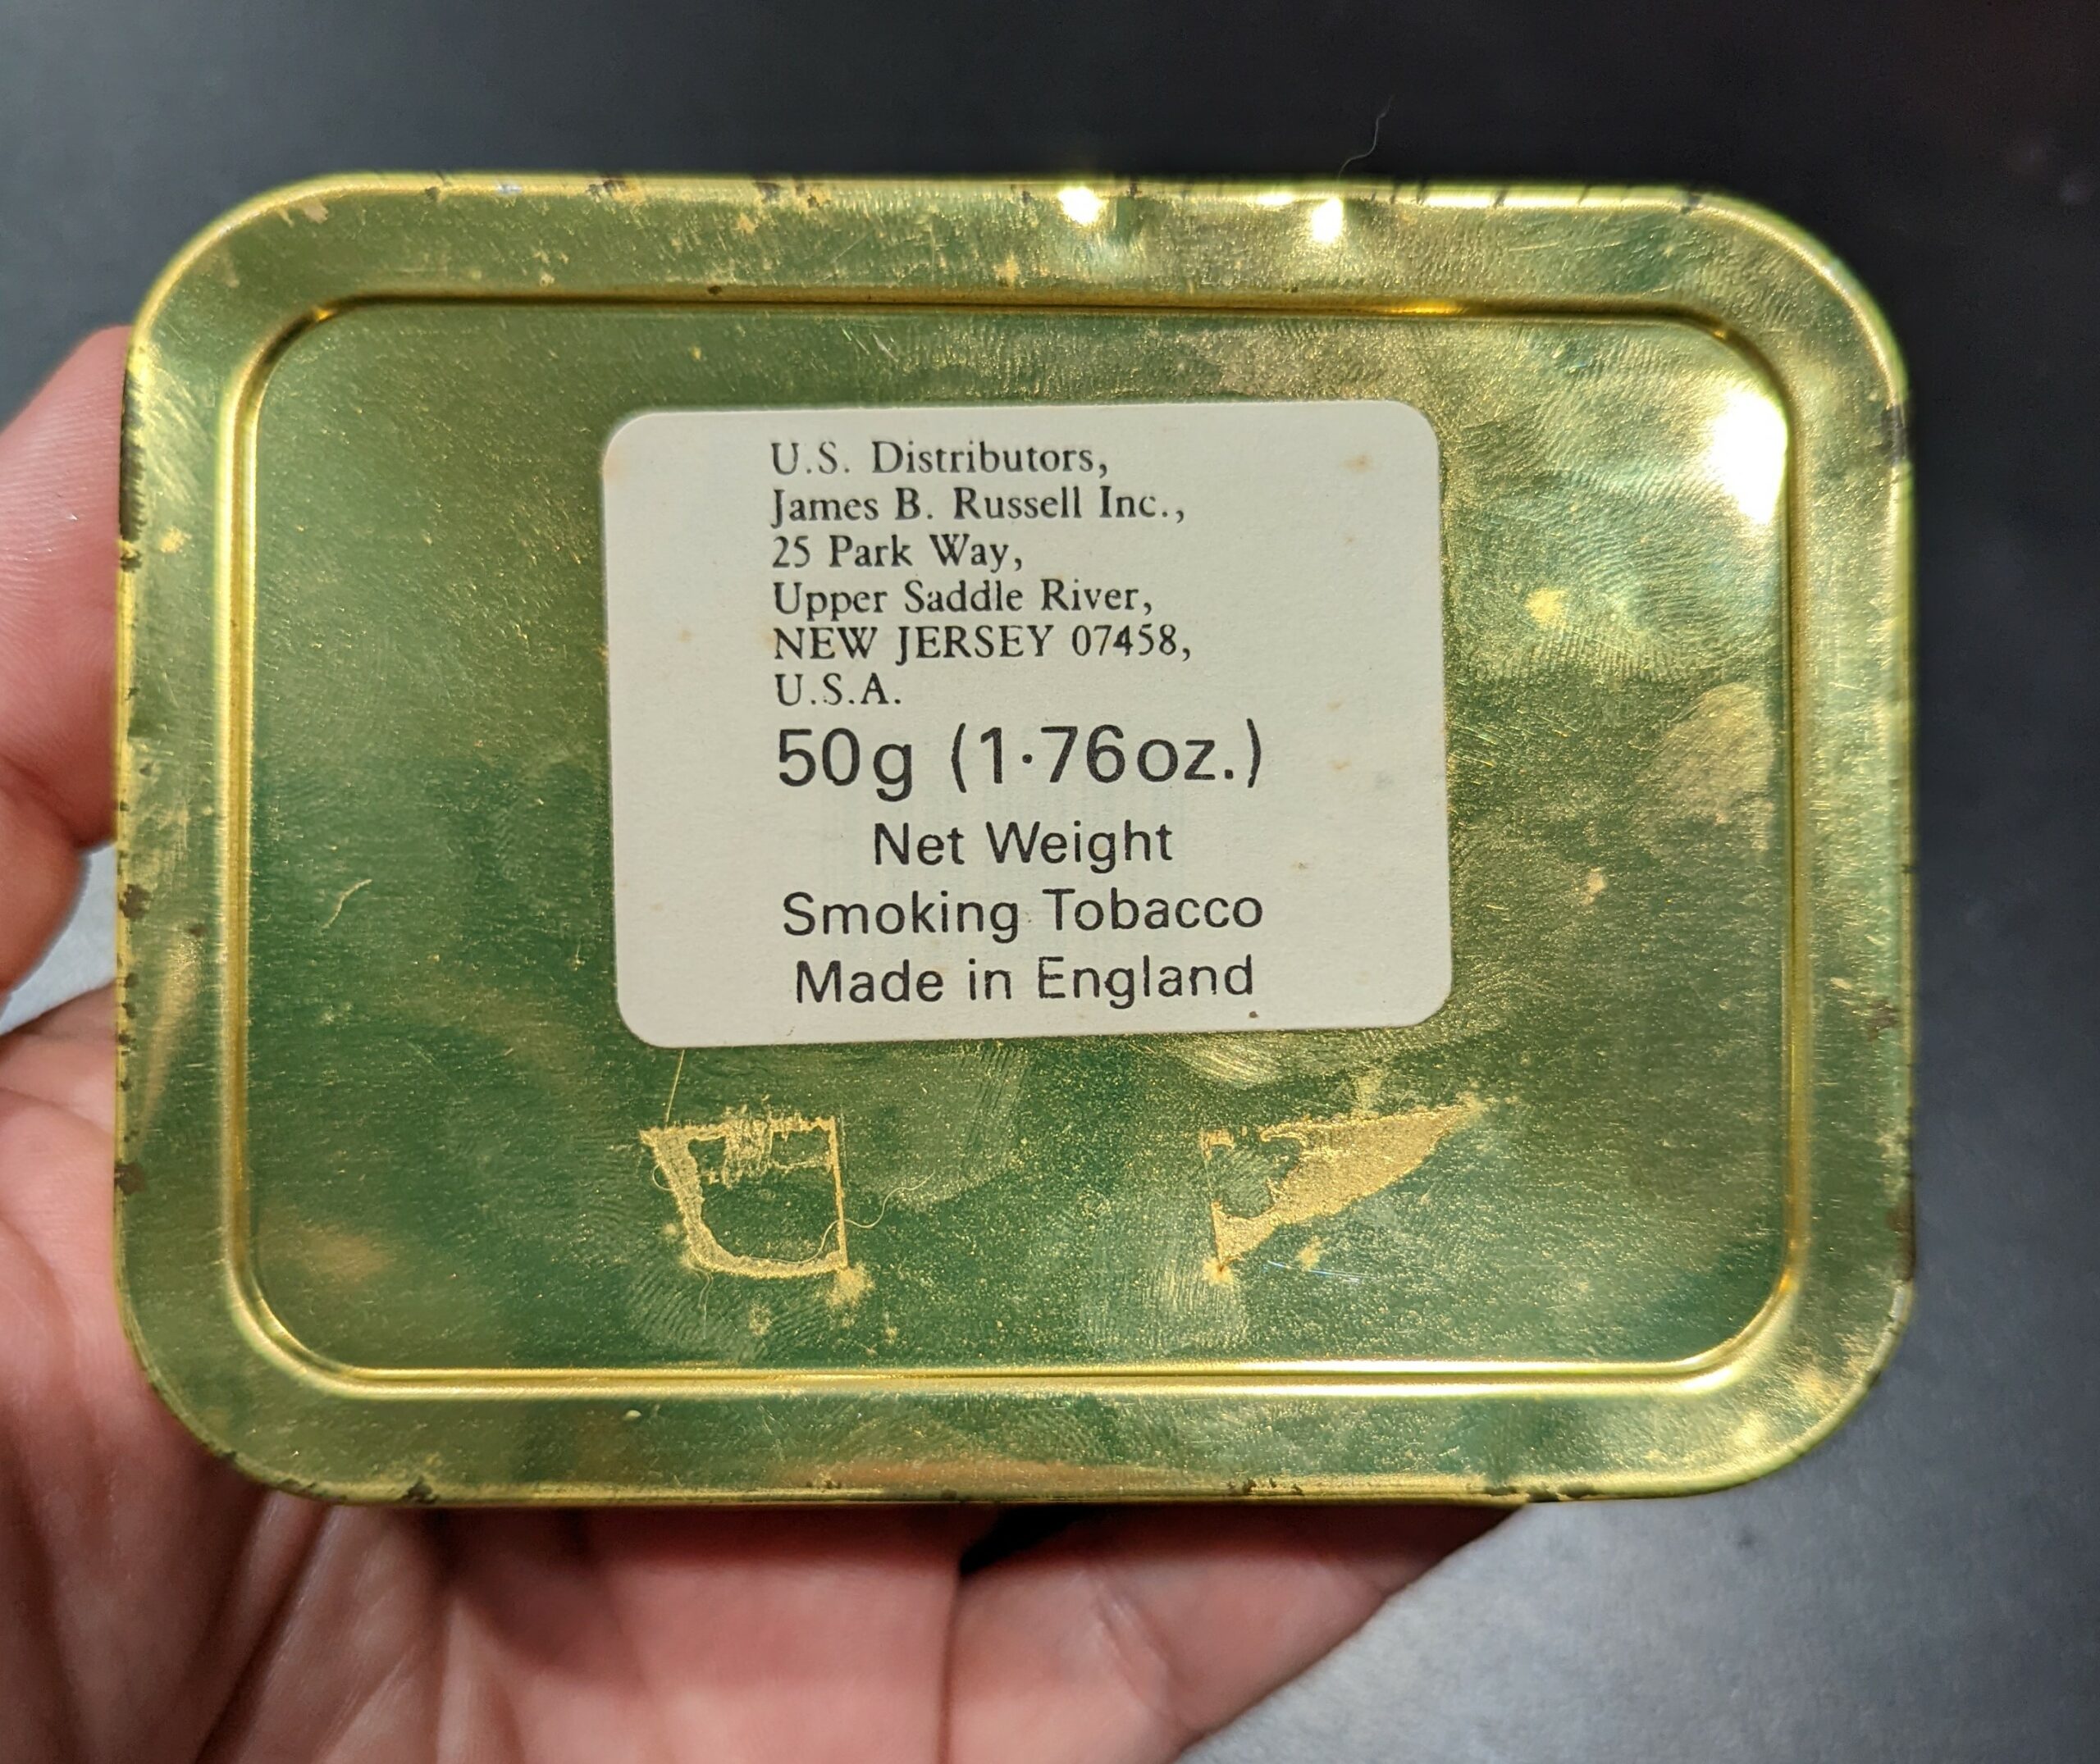 U.S. Distributors,
James B. Russell Inc.,
25 Park Way,
Upper Saddle River,
NEW JERSEY 07458,
U.S.A.
50g (1·76oz.)
Net Weight
Smoking Tobacco
Made in England